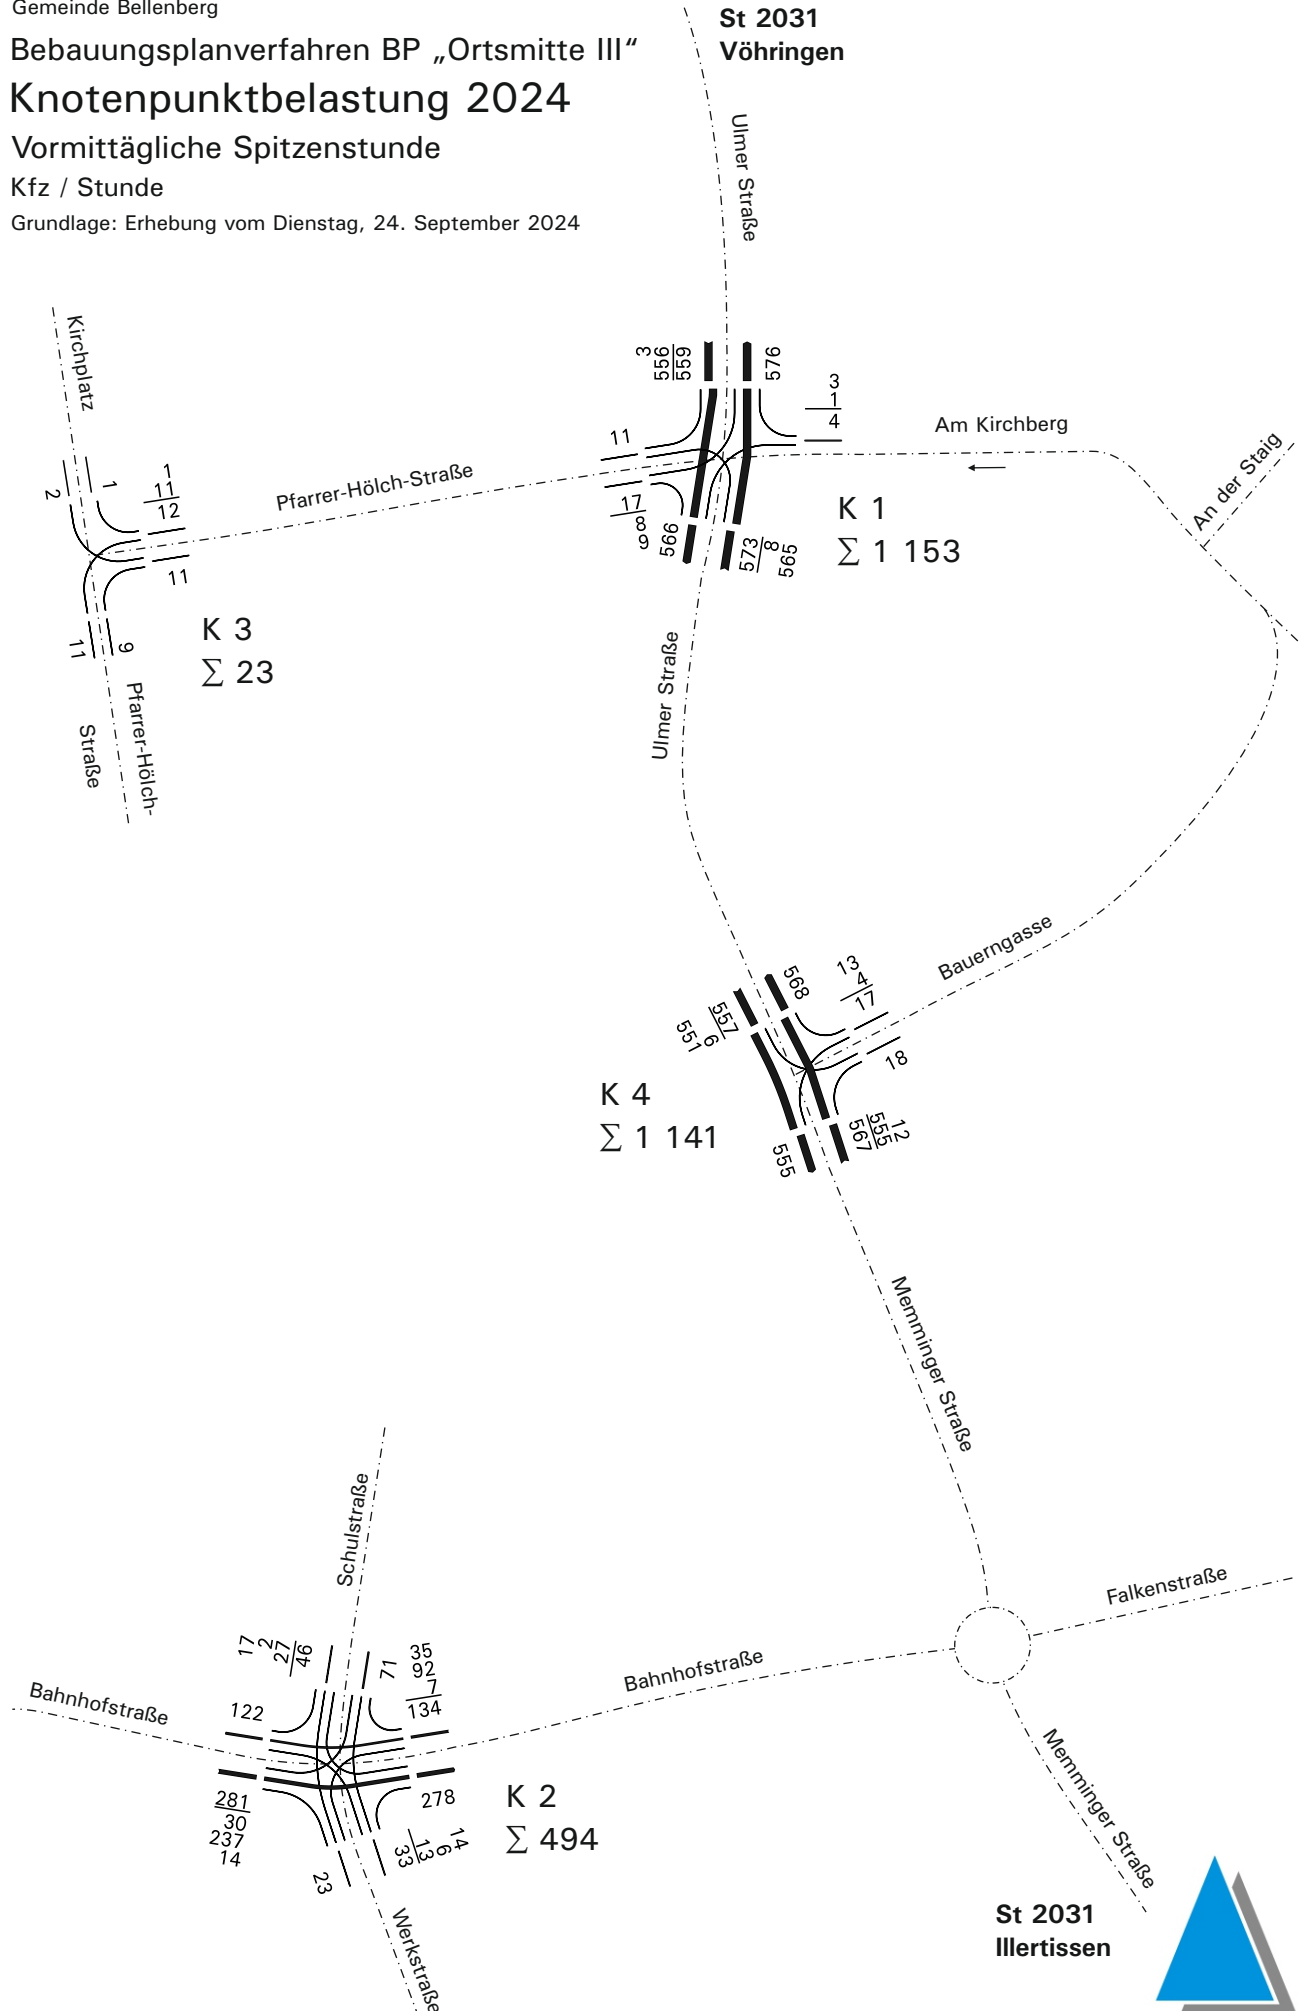 Gemeinde Bellenberg
Bebauungsplanverfahren BP „Ortsmitte III“
Knotenpunktbelastung 2024
Vormittägliche Spitzenstunde
Kfz / Stunde
Grundlage: Erhebung vom Dienstag, 24. September 2024
St 2031
Vöhringen
Ulmer Straße
Kirchplatz
3
556
559
576
3
1
4
Am Kirchberg
An der Staig
11
Pfarrer-Hölch-Straße
17
8
9
566
573
8
565
K 1
∑ 1 153
2
1
1
11
12
11
11
9
K 3
∑ 23
Pfarrer-Hölch-
Straße
Ulmer Straße
Bauerngasse
568
13
4
17
557
6
551
18
K 4
∑ 1 141
555
12
555
567
Memminger Straße
Schulstraße
Falkenstraße
Bahnhofstraße
Bahnhofstraße
17
2
27
46
71
35
92
7
134
122
281
30
237
14
278
K 2
∑ 494
14
6
13
33
23
Werkstraße
Memminger Straße
St 2031
Illertissen